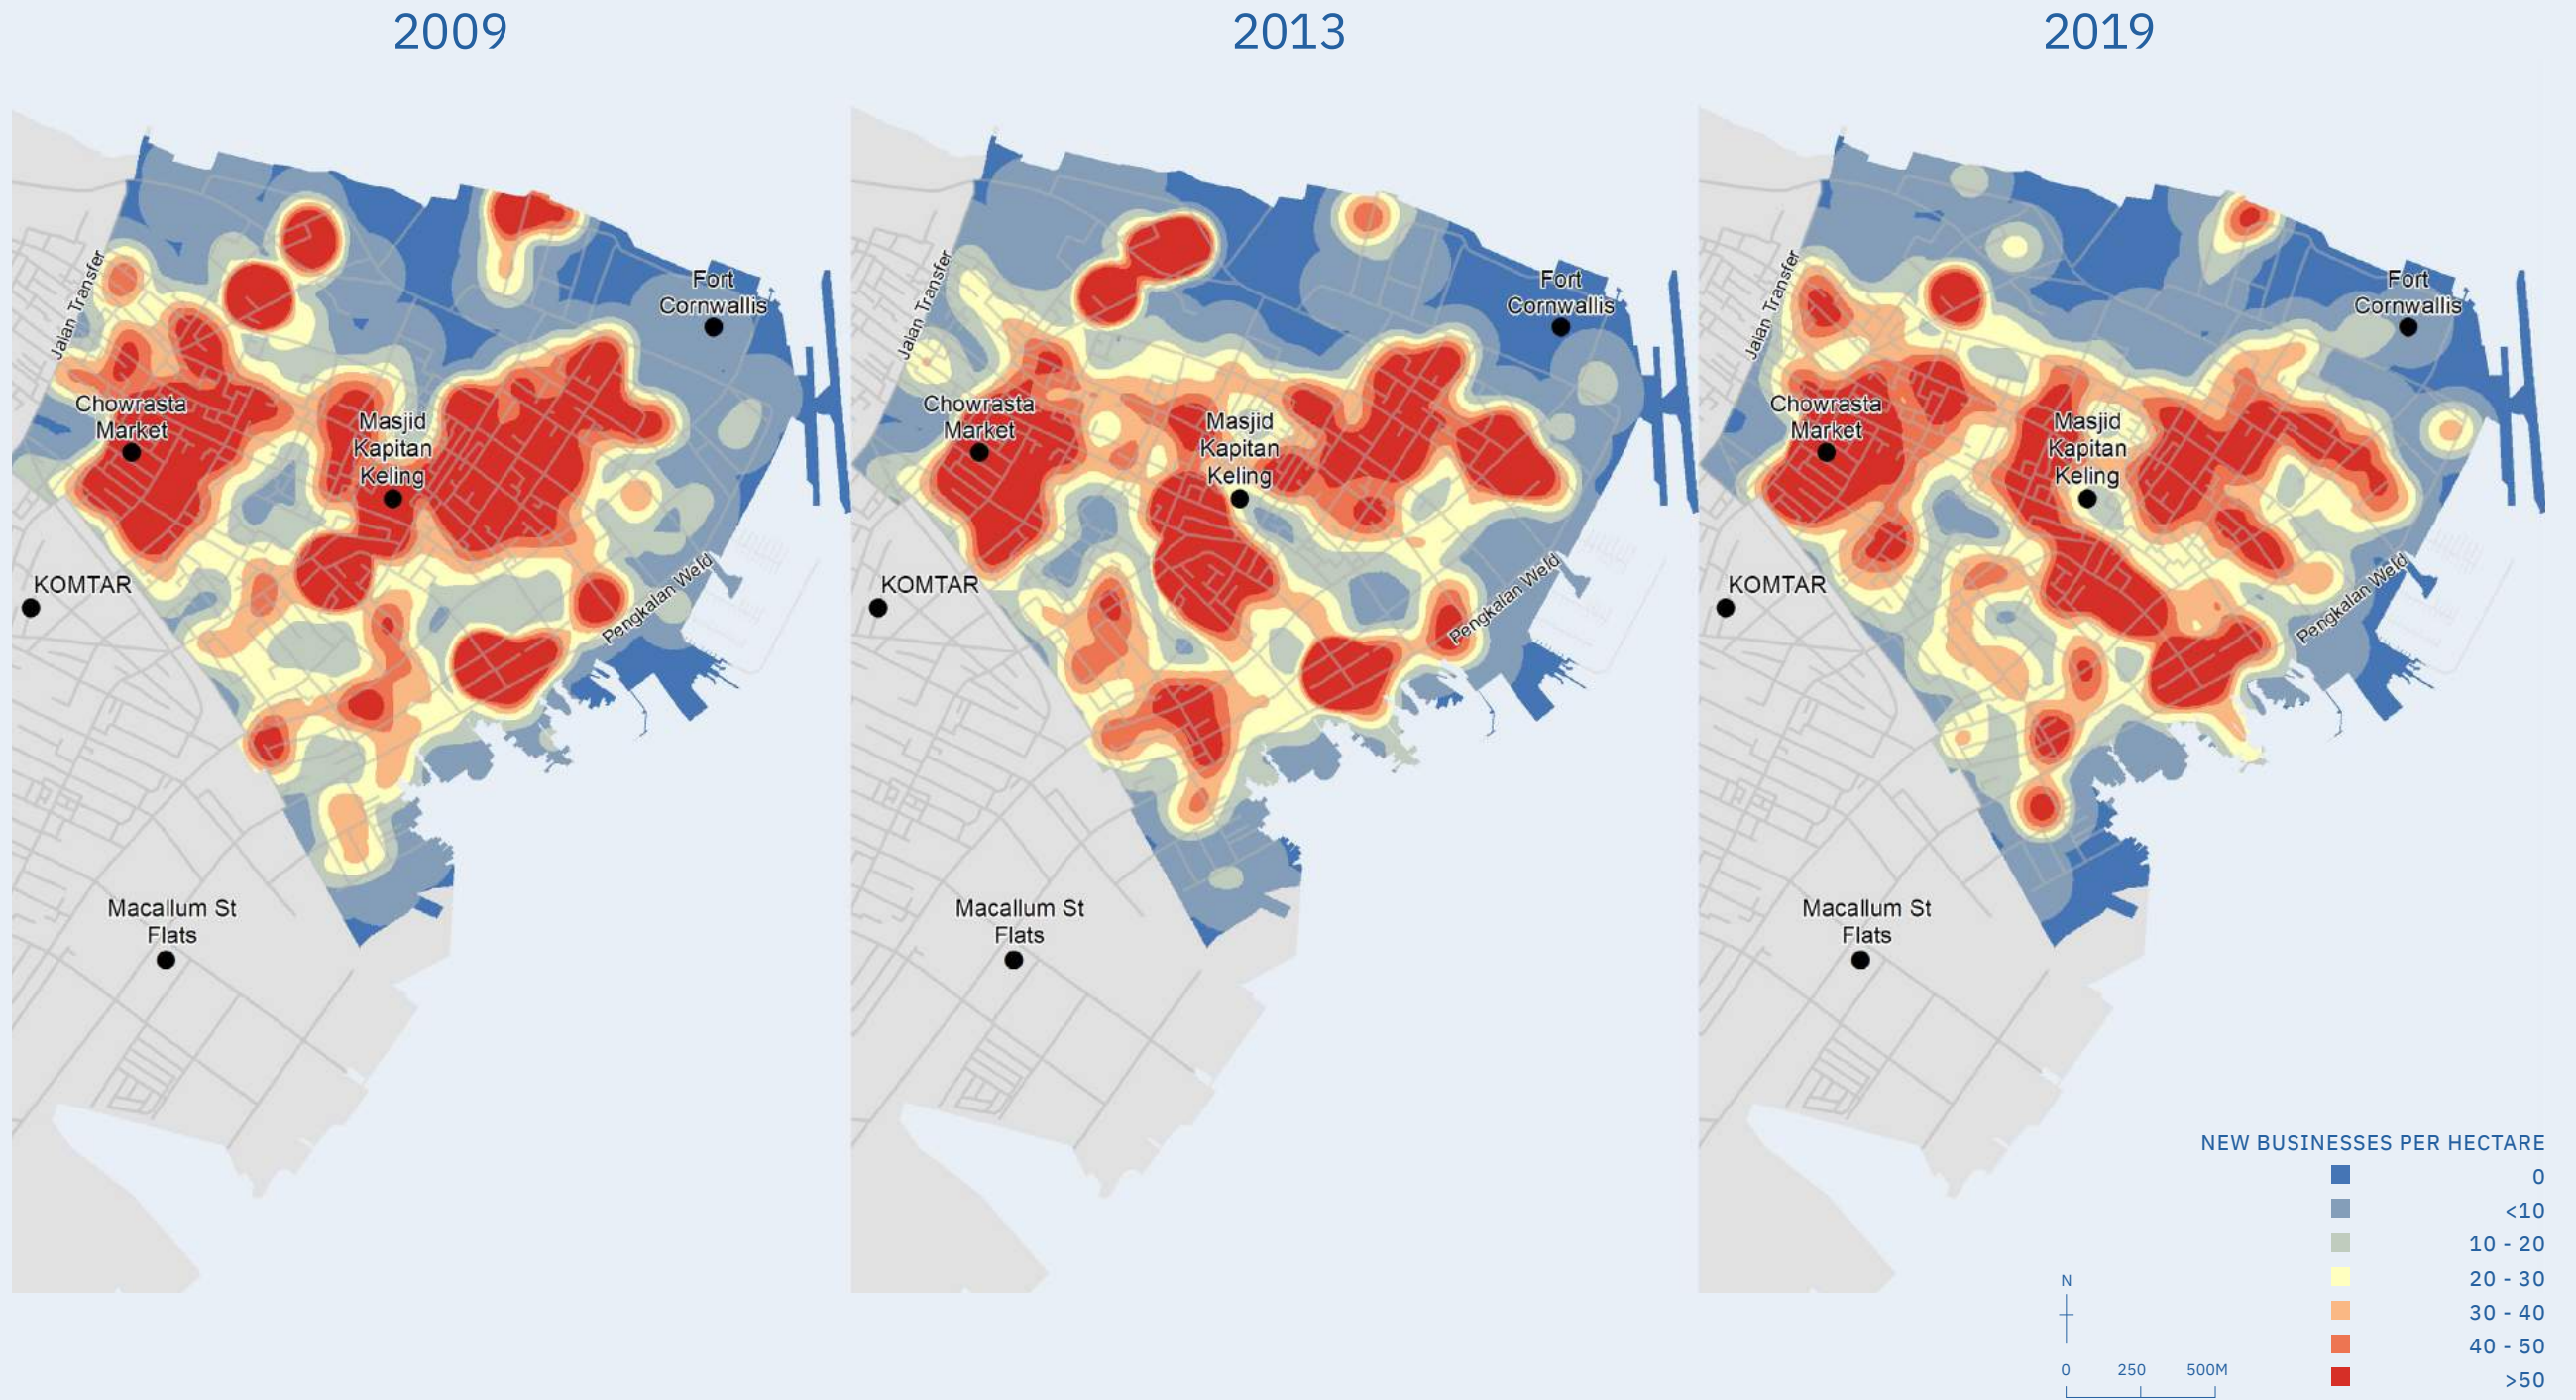 2009
2013
2019
Jalan Transfer
Fort
Cornwallis
Chowrasta
Market
Masjid
Kapitan
Keling
KOMTAR
Pengkalan Weld
Macallum St
Flats
Jalan Transfer
Fort
Cornwallis
Chowrasta
Market
Masjid
Kapitan
Keling
KOMTAR
Pengkalan Weld
Macallum St
Flats
Jalan Transfer
Fort
Cornwallis
Chowrasta
Market
Masjid
Kapitan
Keling
KOMTAR
Pengkalan Weld
Macallum St
Flats
NEW BUSINESSES PER HECTARE
0
<10
10 - 20
20 - 30
30 - 40
40 - 50
>50
N
0 250 500M